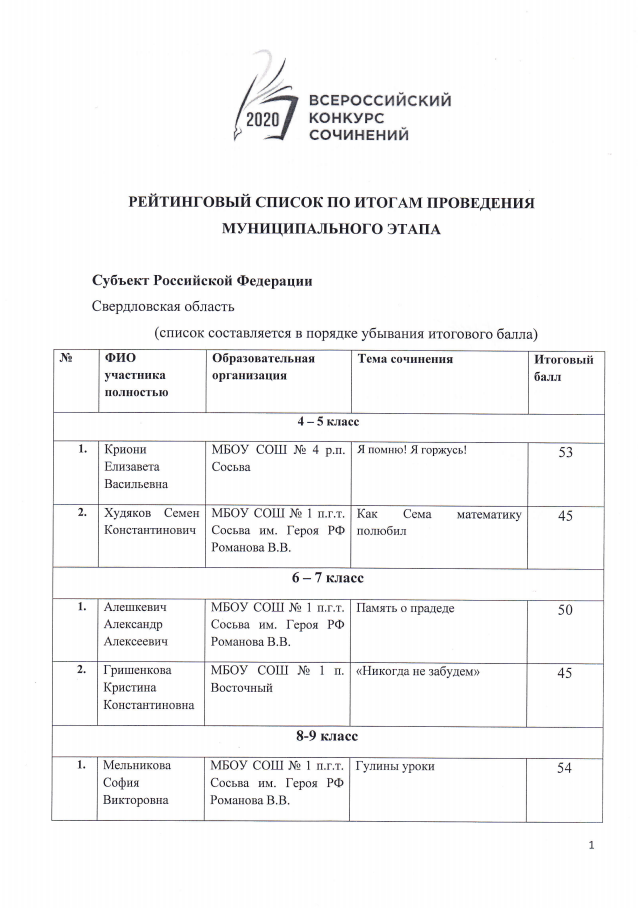 2020
ВСЕРОССИЙСКИЙ
КОНКУРС
СОЧИНЕНИЙ
РЕЙТИНГОВЫЙ СПИСОК ПО ИТОГАМ ПРОВЕДЕНИЯ
МУНИЦИПАЛЬНОГО ЭТАПА
Субъект Российской Федерации
Свердловская область
(список составляется в порядке убывания итогового балла)
№
ФИО
участника
полностью
Образовательная
организация
Тема сочинения
Итоговый
балл
4 – 5 класс
1.
Криони
Елизавета
Васильевна
МБОУ СОШ № 4 р.п.
Сосьва
Я помню! Я горжусь!
53
2.
Худяков Семен
Константинович
МБОУ СОШ № 1 п.г.т.
Сосьва им. Героя РФ
Романова В.В.
Как Сема математику
полюбил
45
6 – 7 класс
1.
Алешкевич
Александр
Алексеевич
МБОУ СОШ № 1 п.г.т.
Сосьва им. Героя РФ
Романова В.В.
Память о прадеде
50
2.
Гришенкова
Кристина
Константиновна
МБОУ СОШ № 1 п.
Восточный
«Никогда не забудем»
45
8-9 класс
1.
Мельникова
София
Викторовна
МБОУ СОШ № 1 п.г.т.
Сосьва им. Героя РФ
Романова В.В.
Гулины уроки
54
1